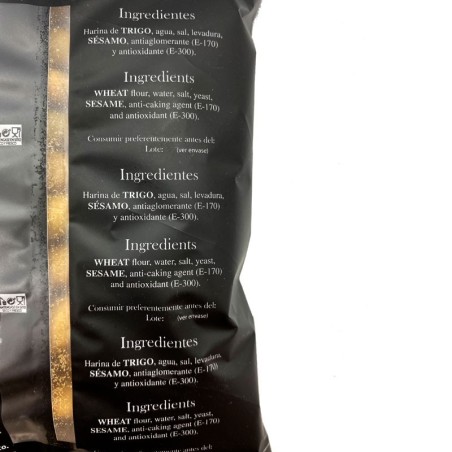 Ingredientes
Harina de TRIGO, agua, sal, levadura,
SÉSAMO, antiaglomerante (E-170)
y antioxidante (E-300).
Ingredients
WHEAT flour, water, salt, yeast,
SESAME, anti-caking agent (E-170)
and antioxidant (E-300).
Consumir preferentemente antes del:
Lote: (ver envase)
Ingredientes
Harina de TRIGO, agua, sal, levadura,
SÉSAMO, antiaglomerante (E-170)
y antioxidante (E-300).
Ingredients
WHEAT flour, water, salt, yeast,
SESAME, anti-caking agent (E-170)
and antioxidant (E-300).
Consumir preferentemente antes del:
Lote: (ver envase)
Ingredientes
Harina de TRIGO, agua, sal, levadura,
SÉSAMO, antiaglomerante (E-170)
y antioxidante (E-300).
Ingredients
WHEAT flour, water, salt, yeast,
SESAME, anti-caking agent (E-170)
and antioxidant (E-300).
antes del: